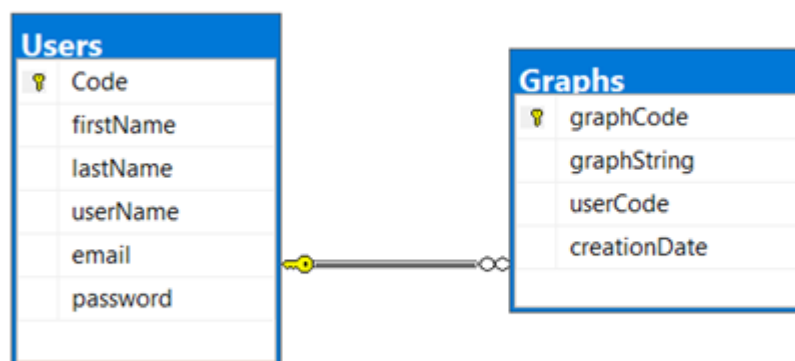 Users
Code
firstName
lastName
userName
email
password
Graphs
graphCode
graphString
userCode
creationDate